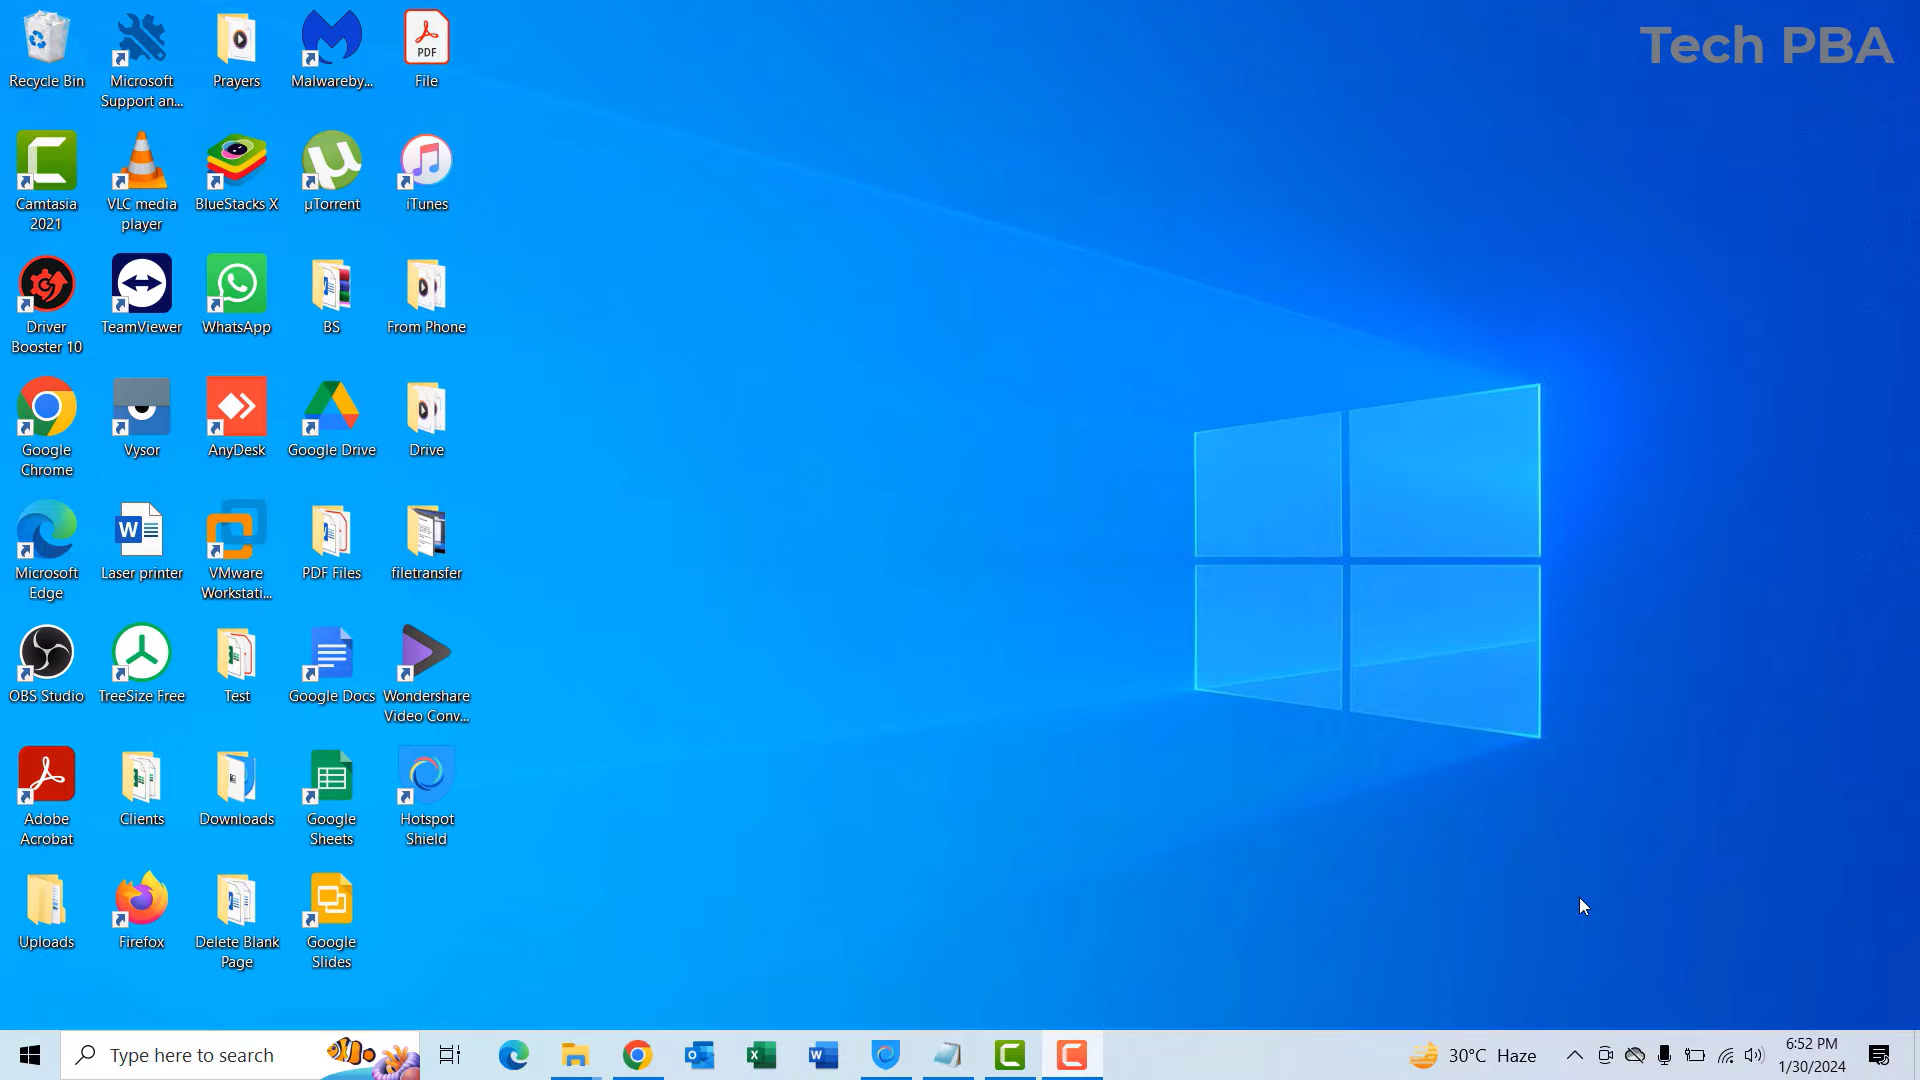 Tech PBA
Recycle Bin
Microsoft
Support an...
Prayers
Malwareby...
PDF
File
Camtasia
2021
VLC media
player
BlueStacks X
µ
µTorrent
iTunes
Driver
Booster 10
TeamViewer
WhatsApp
BS
From Phone
Google
Chrome
Vysor
AnyDesk
Google Drive
Drive
Microsoft
Edge
W
Laser printer
VMware
Workstati...
PDF Files
filetransfer
OBS Studio
TreeSize Free
Test
Google Docs
Wondershare
Video Conv...
Adobe
Acrobat
Clients
Downloads
Google
Sheets
Hotspot
Shield
Uploads
Firefox
Delete Blank
Page
Google
Slides
Type here to search
30°C Haze
6:52 PM
1/30/2024